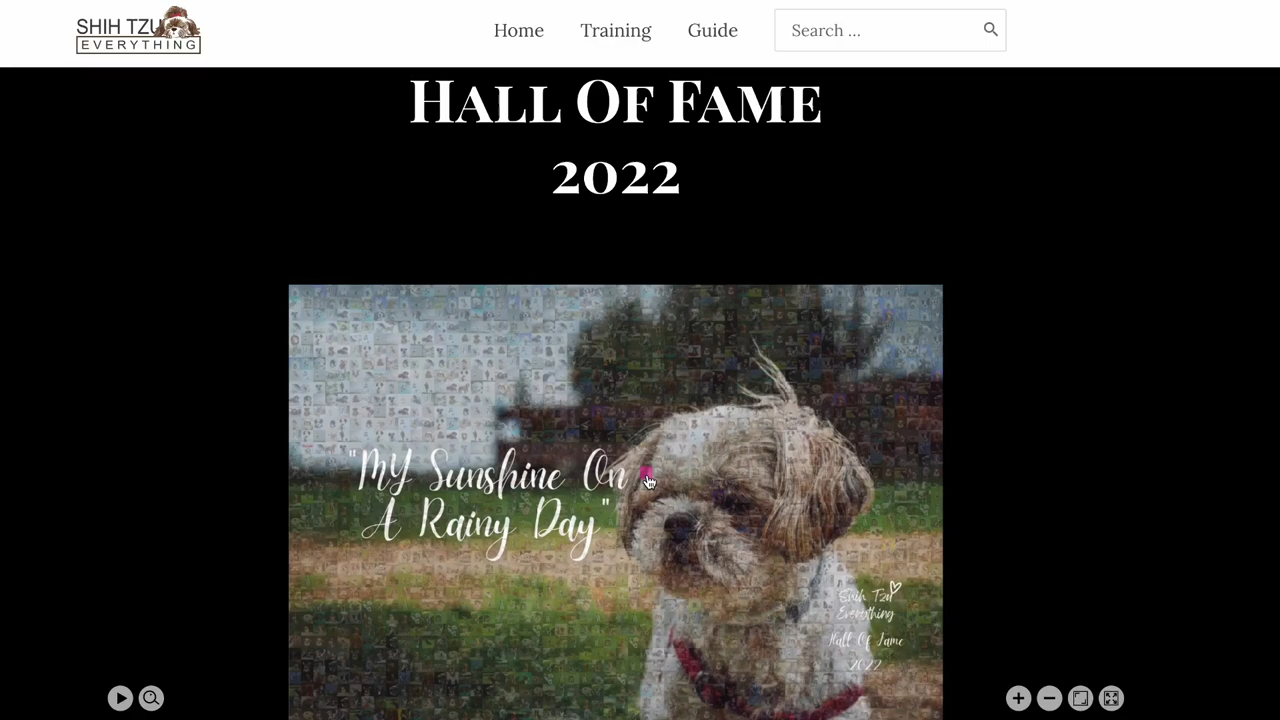 SHIH TZU
EVERYTHING
Home
Training
Guide
Search ...
HALL OF FAME
2022
"MY Sunshine On
A Rainy Day"
Shih Tzu
Everything
Hall Of Fame
2022